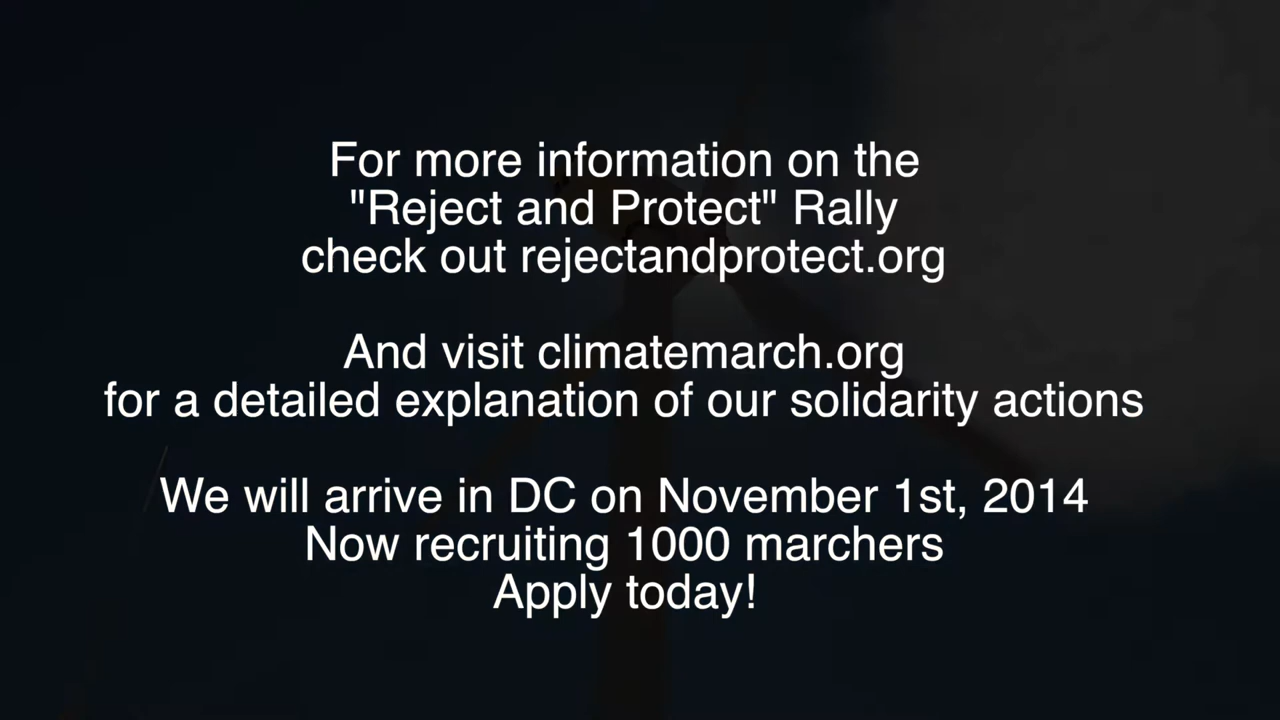 For more information on the
"Reject and Protect" Rally
check out rejectandprotect.org
And visit climatemarch.org
for a detailed explanation of our solidarity actions
We will arrive in DC on November 1st, 2014
Now recruiting 1000 marchers
Apply today!